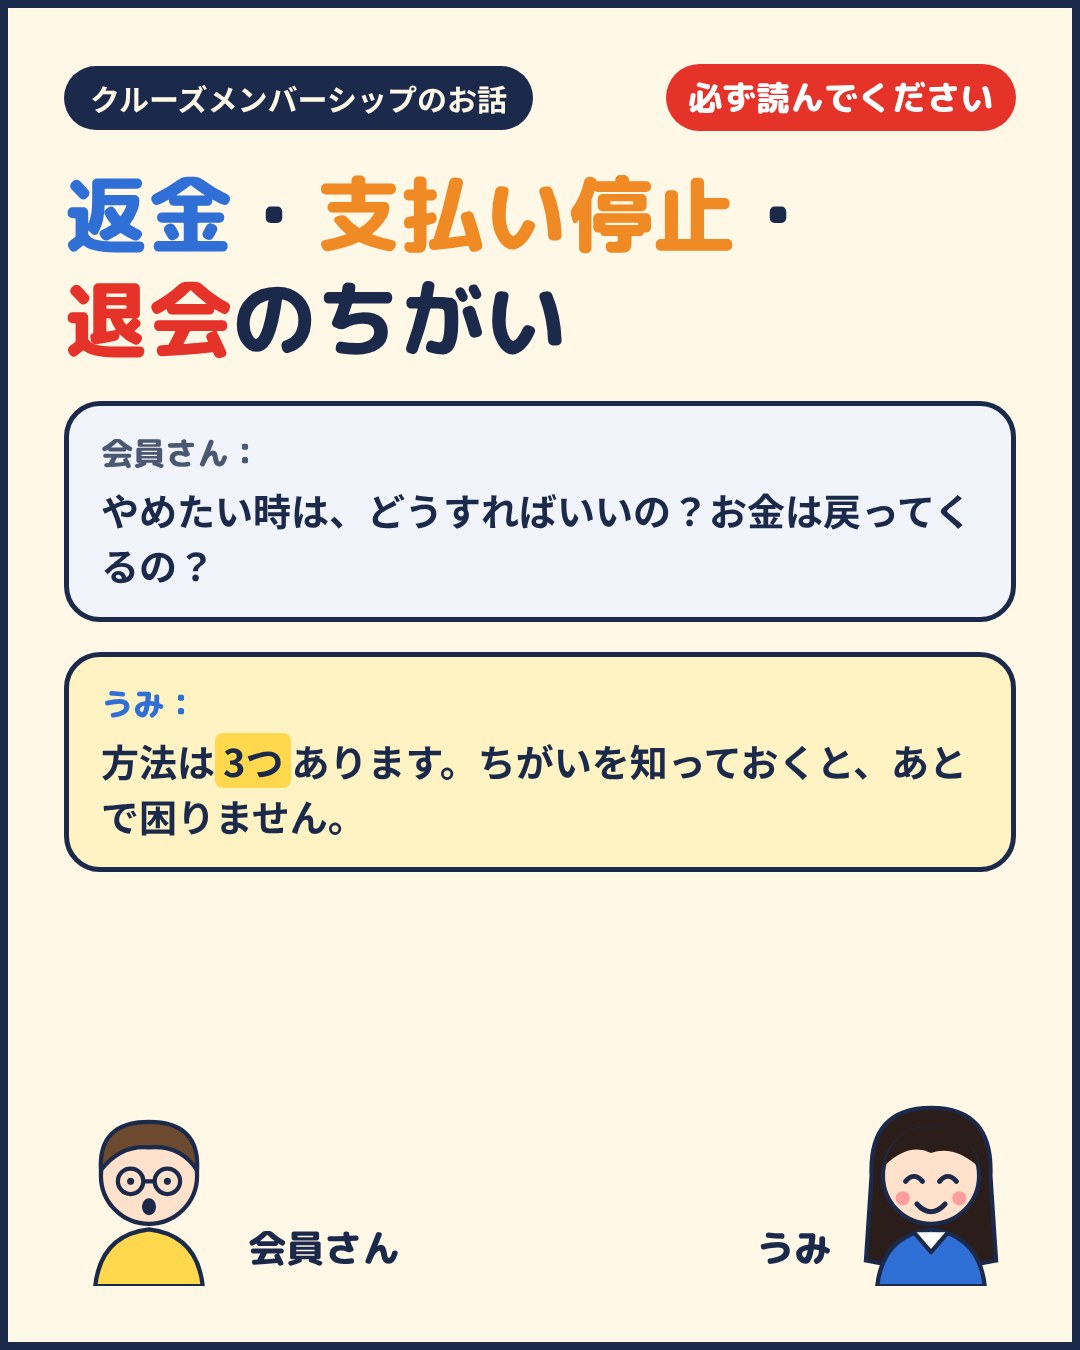 クルーズメンバーシップのお話
必ず読んでください
返金・支払い停止・
退会のちがい
会員さん：
やめたい時は、どうすればいいの？お金は戻ってく
るの？
うみ：
方法は3つあります。ちがいを知っておくと、あと
で困りません。
会員さん
うみ